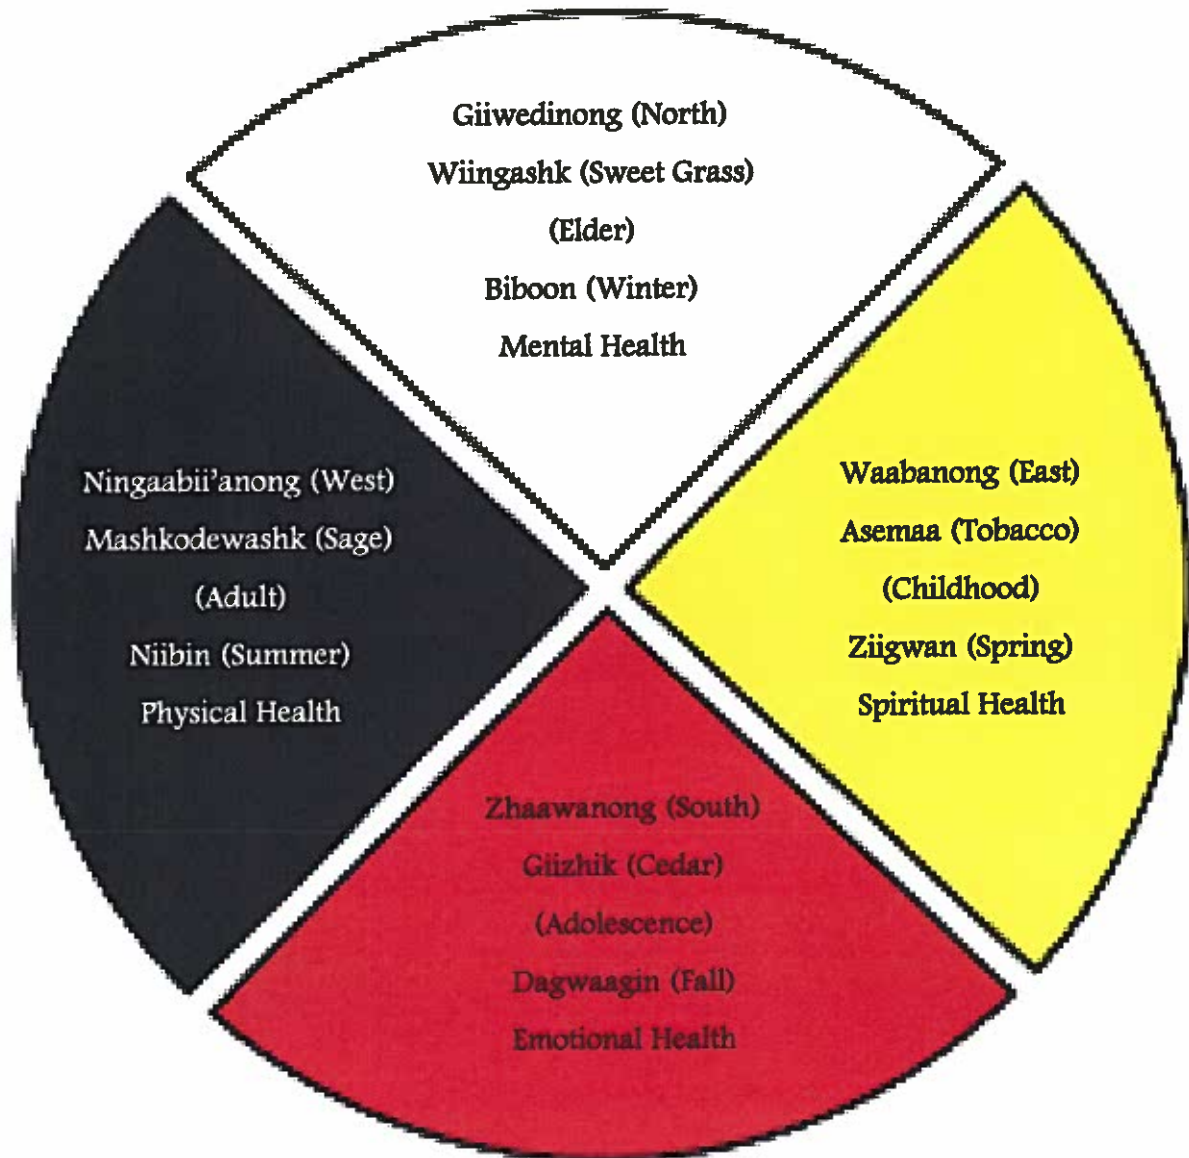 Giiwedinong (North)
Wiingashk (Sweet Grass)
(Elder)
Biboon (Winter)
Mental Health
Ningaabii'anong (West)
Mashkodewashk (Sage)
(Adult)
Niibin (Summer)
Physical Health
Waabanong (East)
Asemaa (Tobacco)
(Childhood)
Ziigwan (Spring)
Spiritual Health
Zhaawanong (South)
Giizhik (Cedar)
(Adolescence)
Dagwaagin (Fall)
Emotional Health